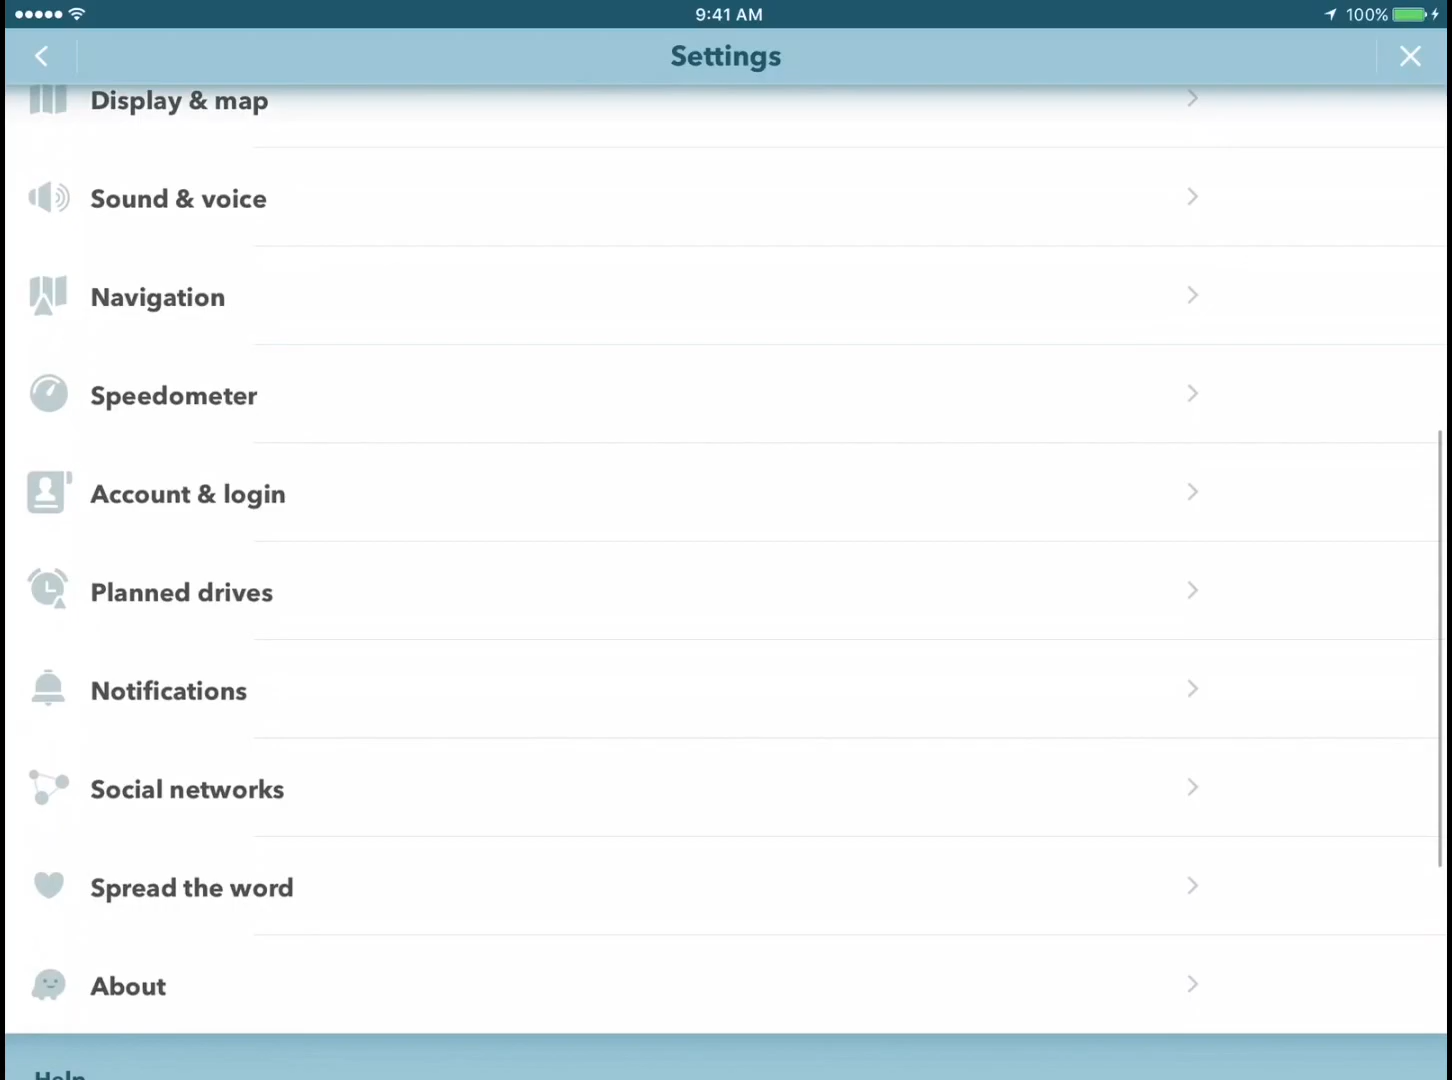 9:41 AM
100%
Settings
Display & map
Sound & voice
Navigation
Speedometer
Account & login
Planned drives
Notifications
Social networks
Spread the word
About
Help